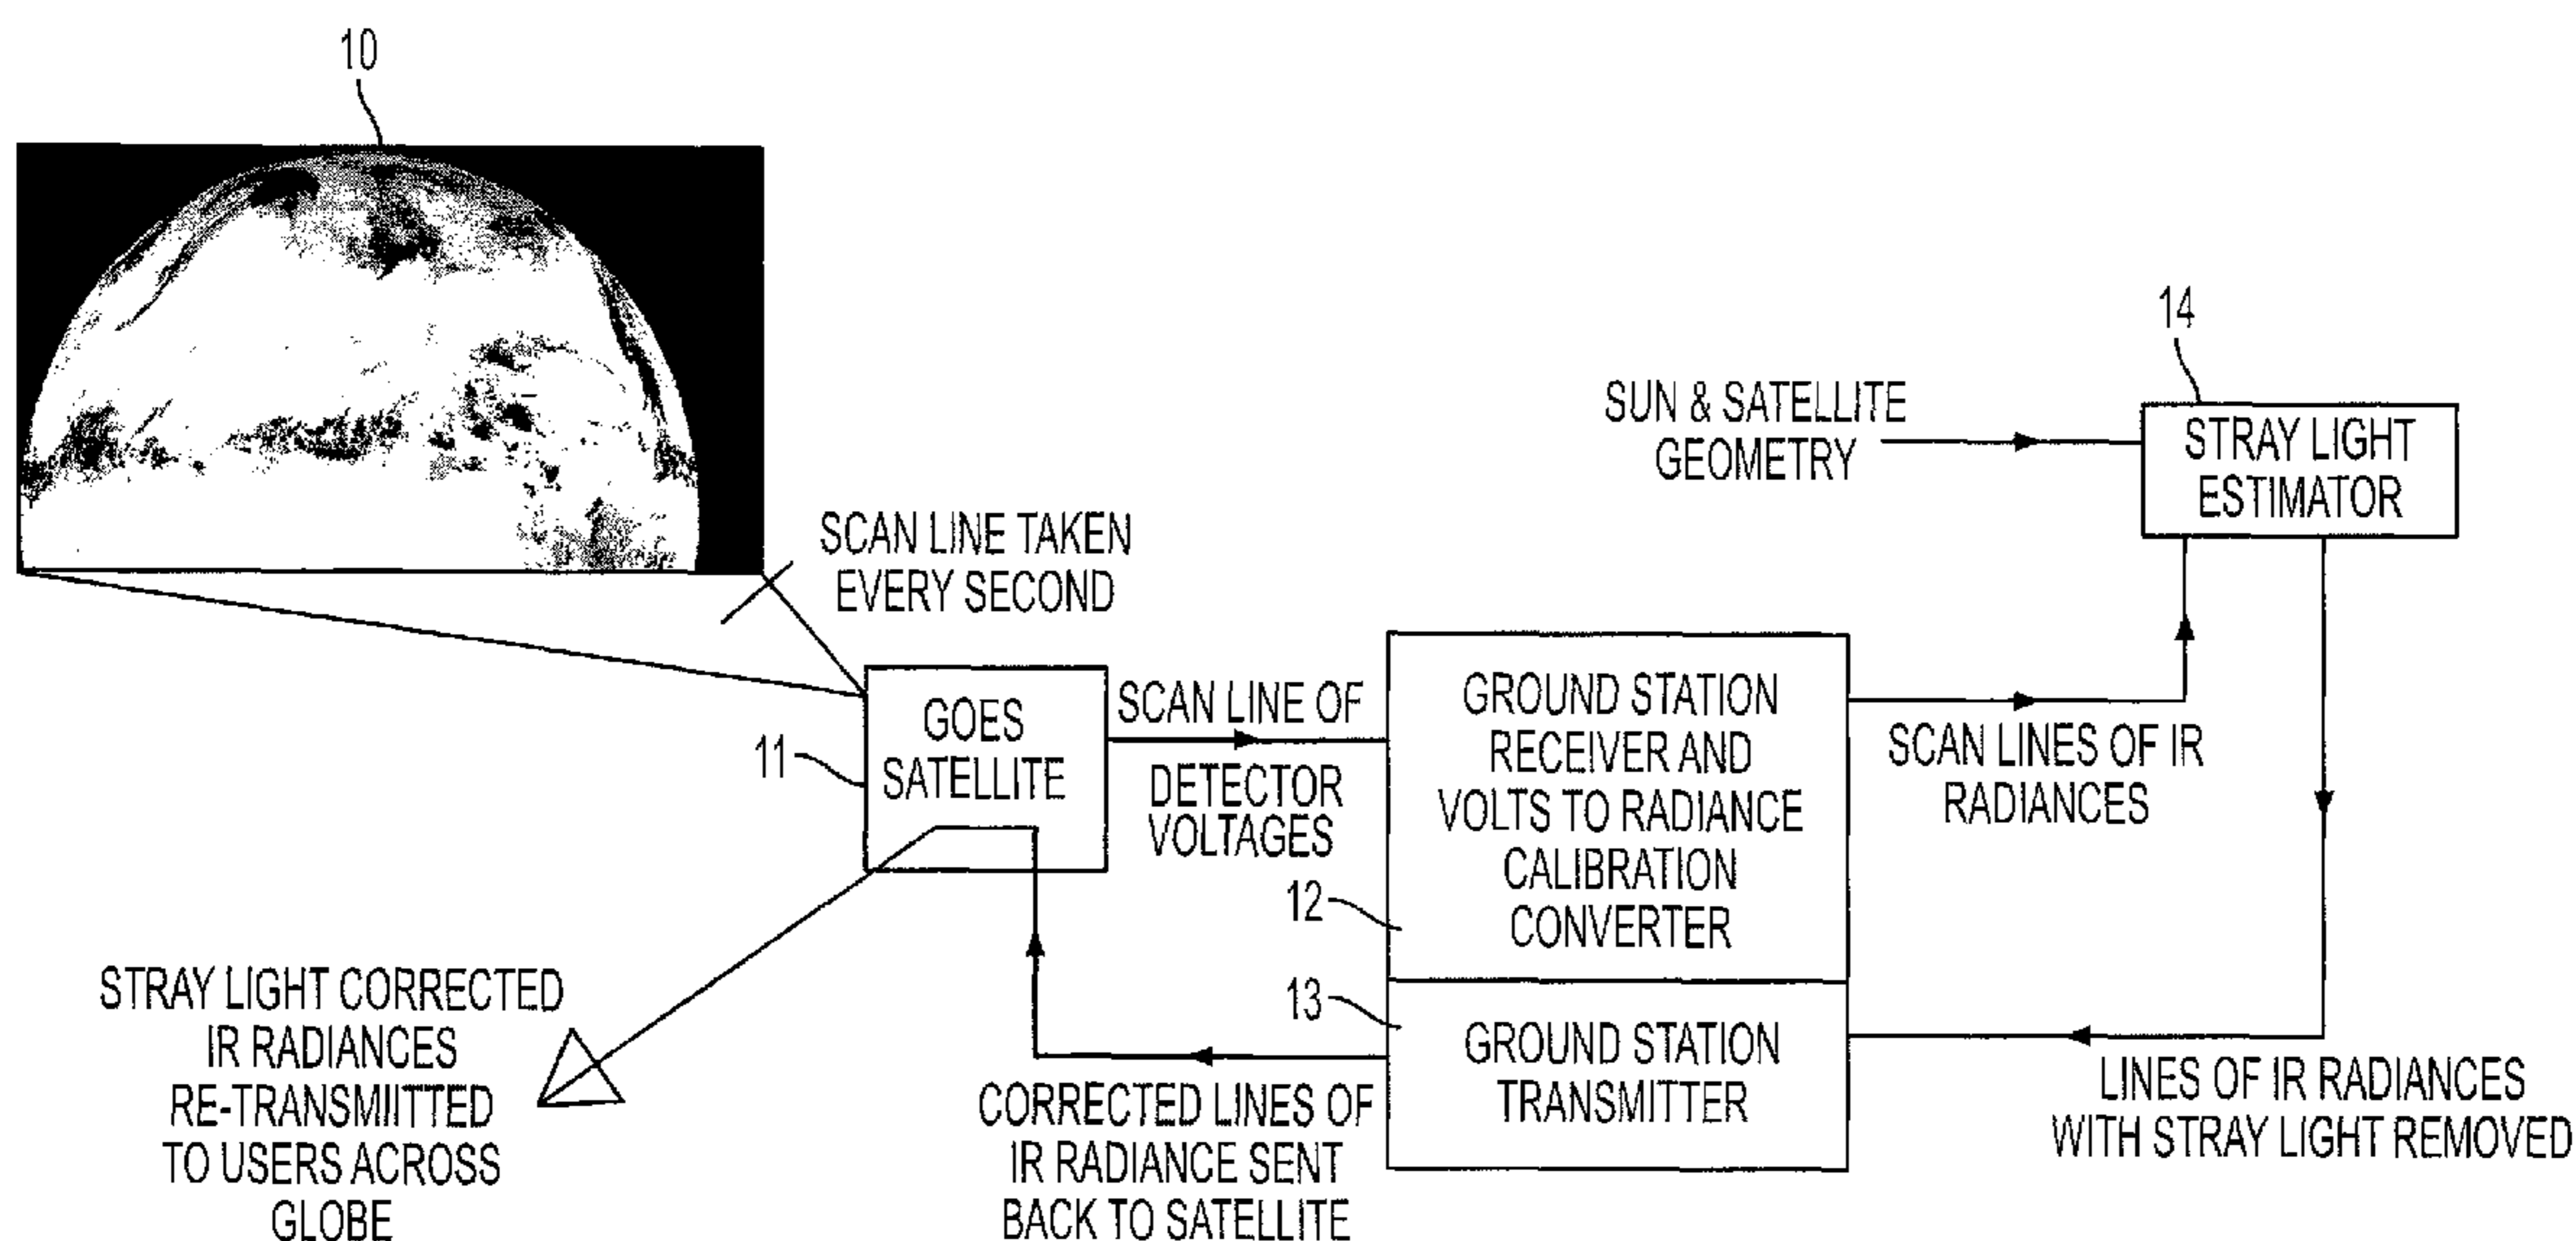 10
SCAN LINE TAKEN
EVERY SECOND
11
GOES
SATELLITE
SCAN LINE OF
DETECTOR
VOLTAGES
12
GROUND STATION
RECEIVER AND
VOLTS TO RADIANCE
CALIBRATION
CONVERTER
13
GROUND STATION
TRANSMITTER
SUN & SATELLITE
GEOMETRY
14
STRAY LIGHT
ESTIMATOR
SCAN LINES OF IR
RADIANCES
LINES OF IR RADIANCES
WITH STRAY LIGHT REMOVED
CORRECTED LINES OF
IR RADIANCE SENT
BACK TO SATELLITE
STRAY LIGHT CORRECTED
IR RADIANCES
RE-TRANSMIITTED
TO USERS ACROSS
GLOBE